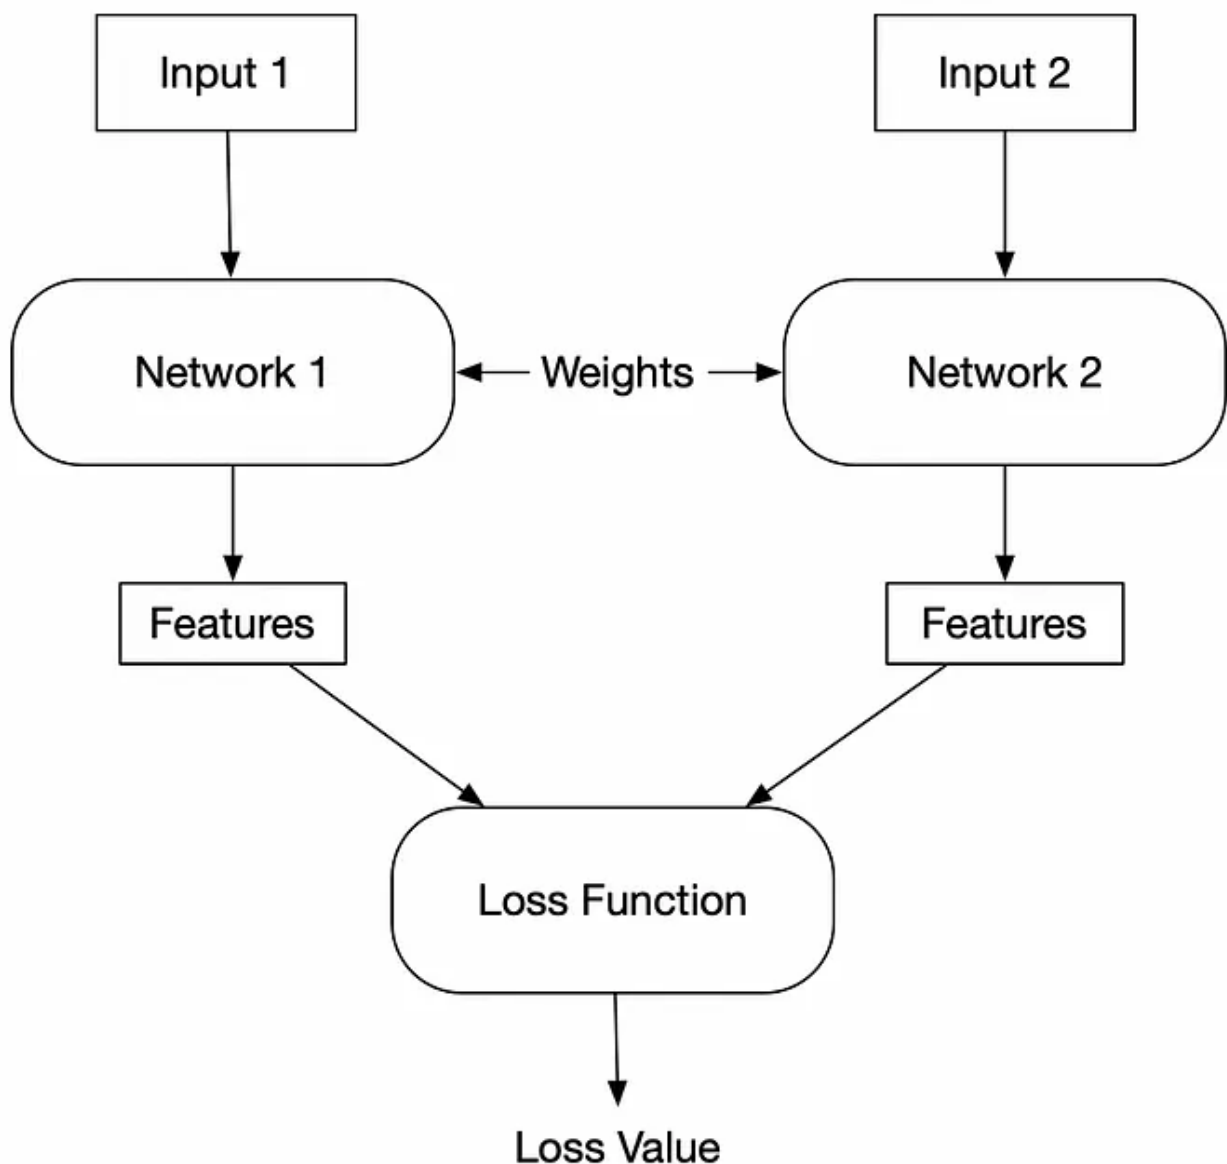 Input 1
Input 2
Network 1
Weights
Network 2
Features
Features
Loss Function
Loss Value